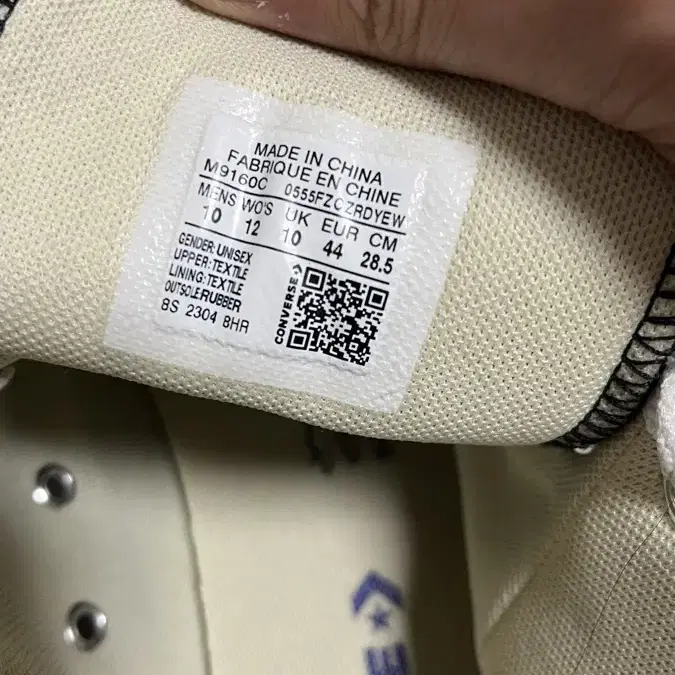 MADE IN CHINA
FABRIQUE EN CHINE
M9160C 0555FZCZRDYEW
MENS WO'S UK EUR CM
10 12 10 44 28.5
GENDER: UNISEX
UPPER: TEXTILE
LINING: TEXTILE
OUTSOLE: RUBBER
8S 2304 8HR
CONVERSE